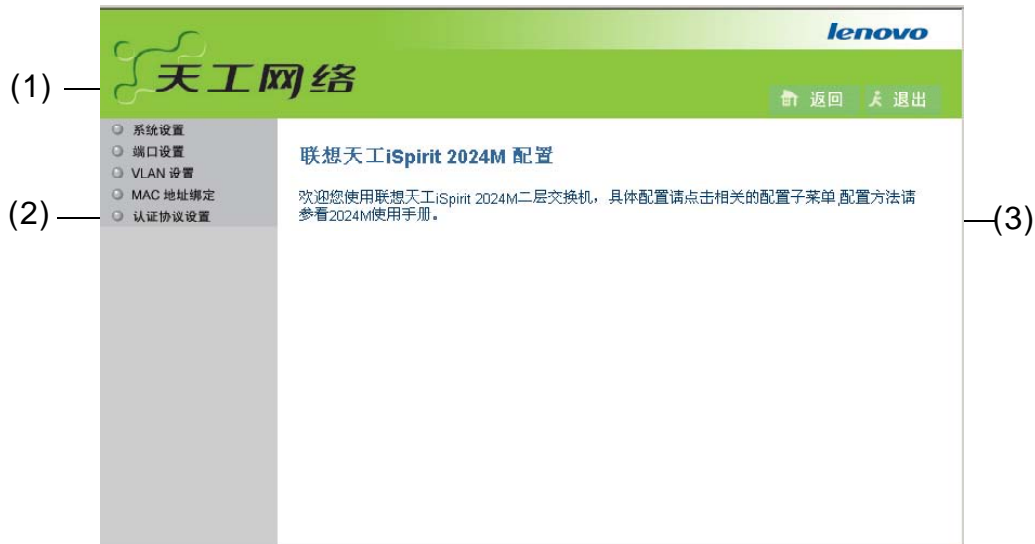 lenovo
(1)
天工网络
返回 退出
系统设置
端口设置
VLAN 设置
MAC 地址绑定
(2)
认证协议设置
联想天工iSpirit 2024M 配置
欢迎您使用联想天工iSpirit 2024M二层交换机，具体配置请点击相关的配置子菜单,配置方法请
参看2024M使用手册。
(3)